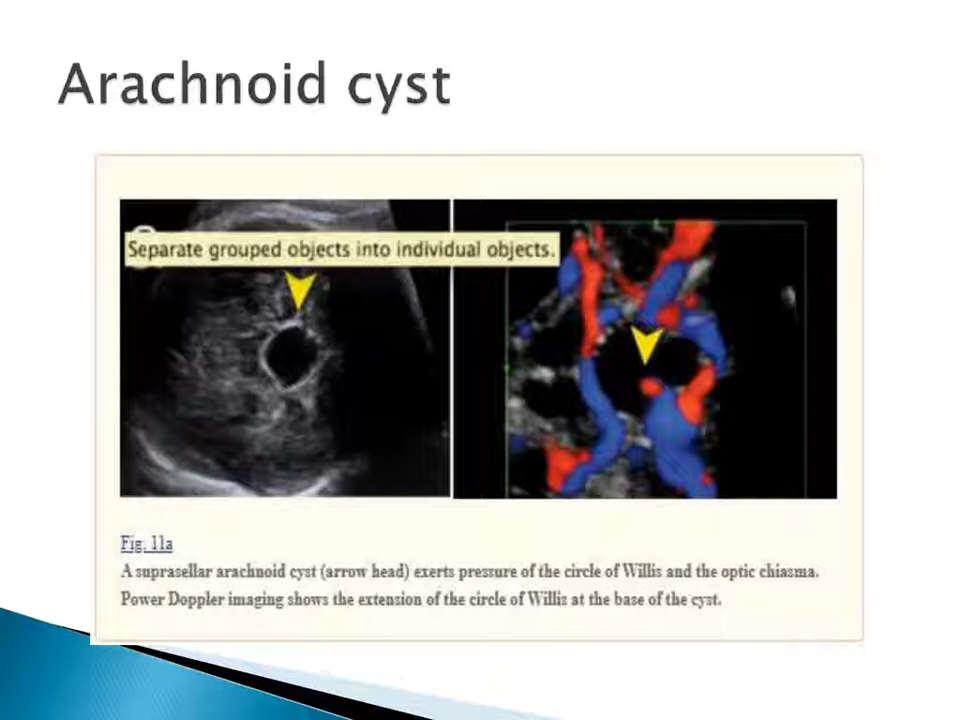 Arachnoid cyst
Separate grouped objects into individual objects.
Fig. 11a
A suprasellar arachnoid cyst (arrow head) exerts pressure of the circle of Willis and the optic chiasma.
Power Doppler imaging shows the extension of the circle of Willis at the base of the cyst.